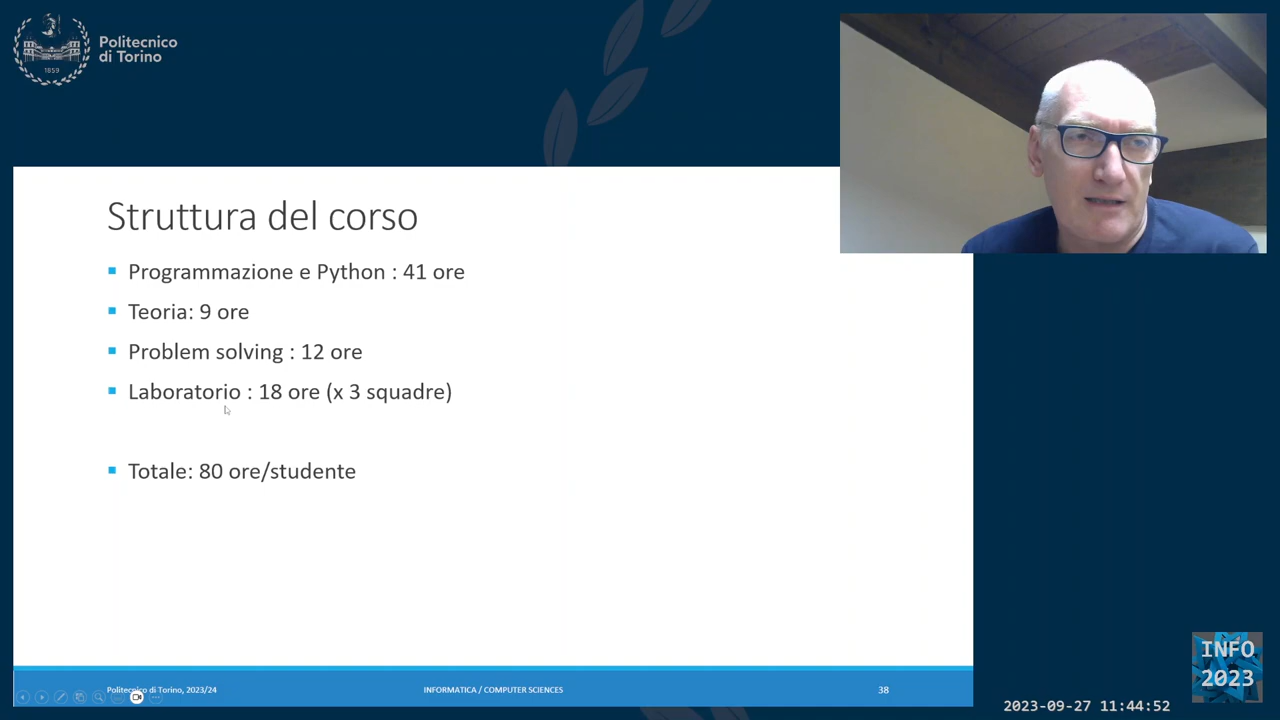 Politecnico
di Torino
1859
Struttura del corso
Programmazione e Python : 41 ore
Teoria: 9 ore
Problem solving : 12 ore
Laboratorio : 18 ore (x 3 squadre)
Totale: 80 ore/studente
Politecnico di Torino, 2023/24
INFORMATICA / COMPUTER SCIENCES
38
INFO
2023
2023-09-27 11:44:52